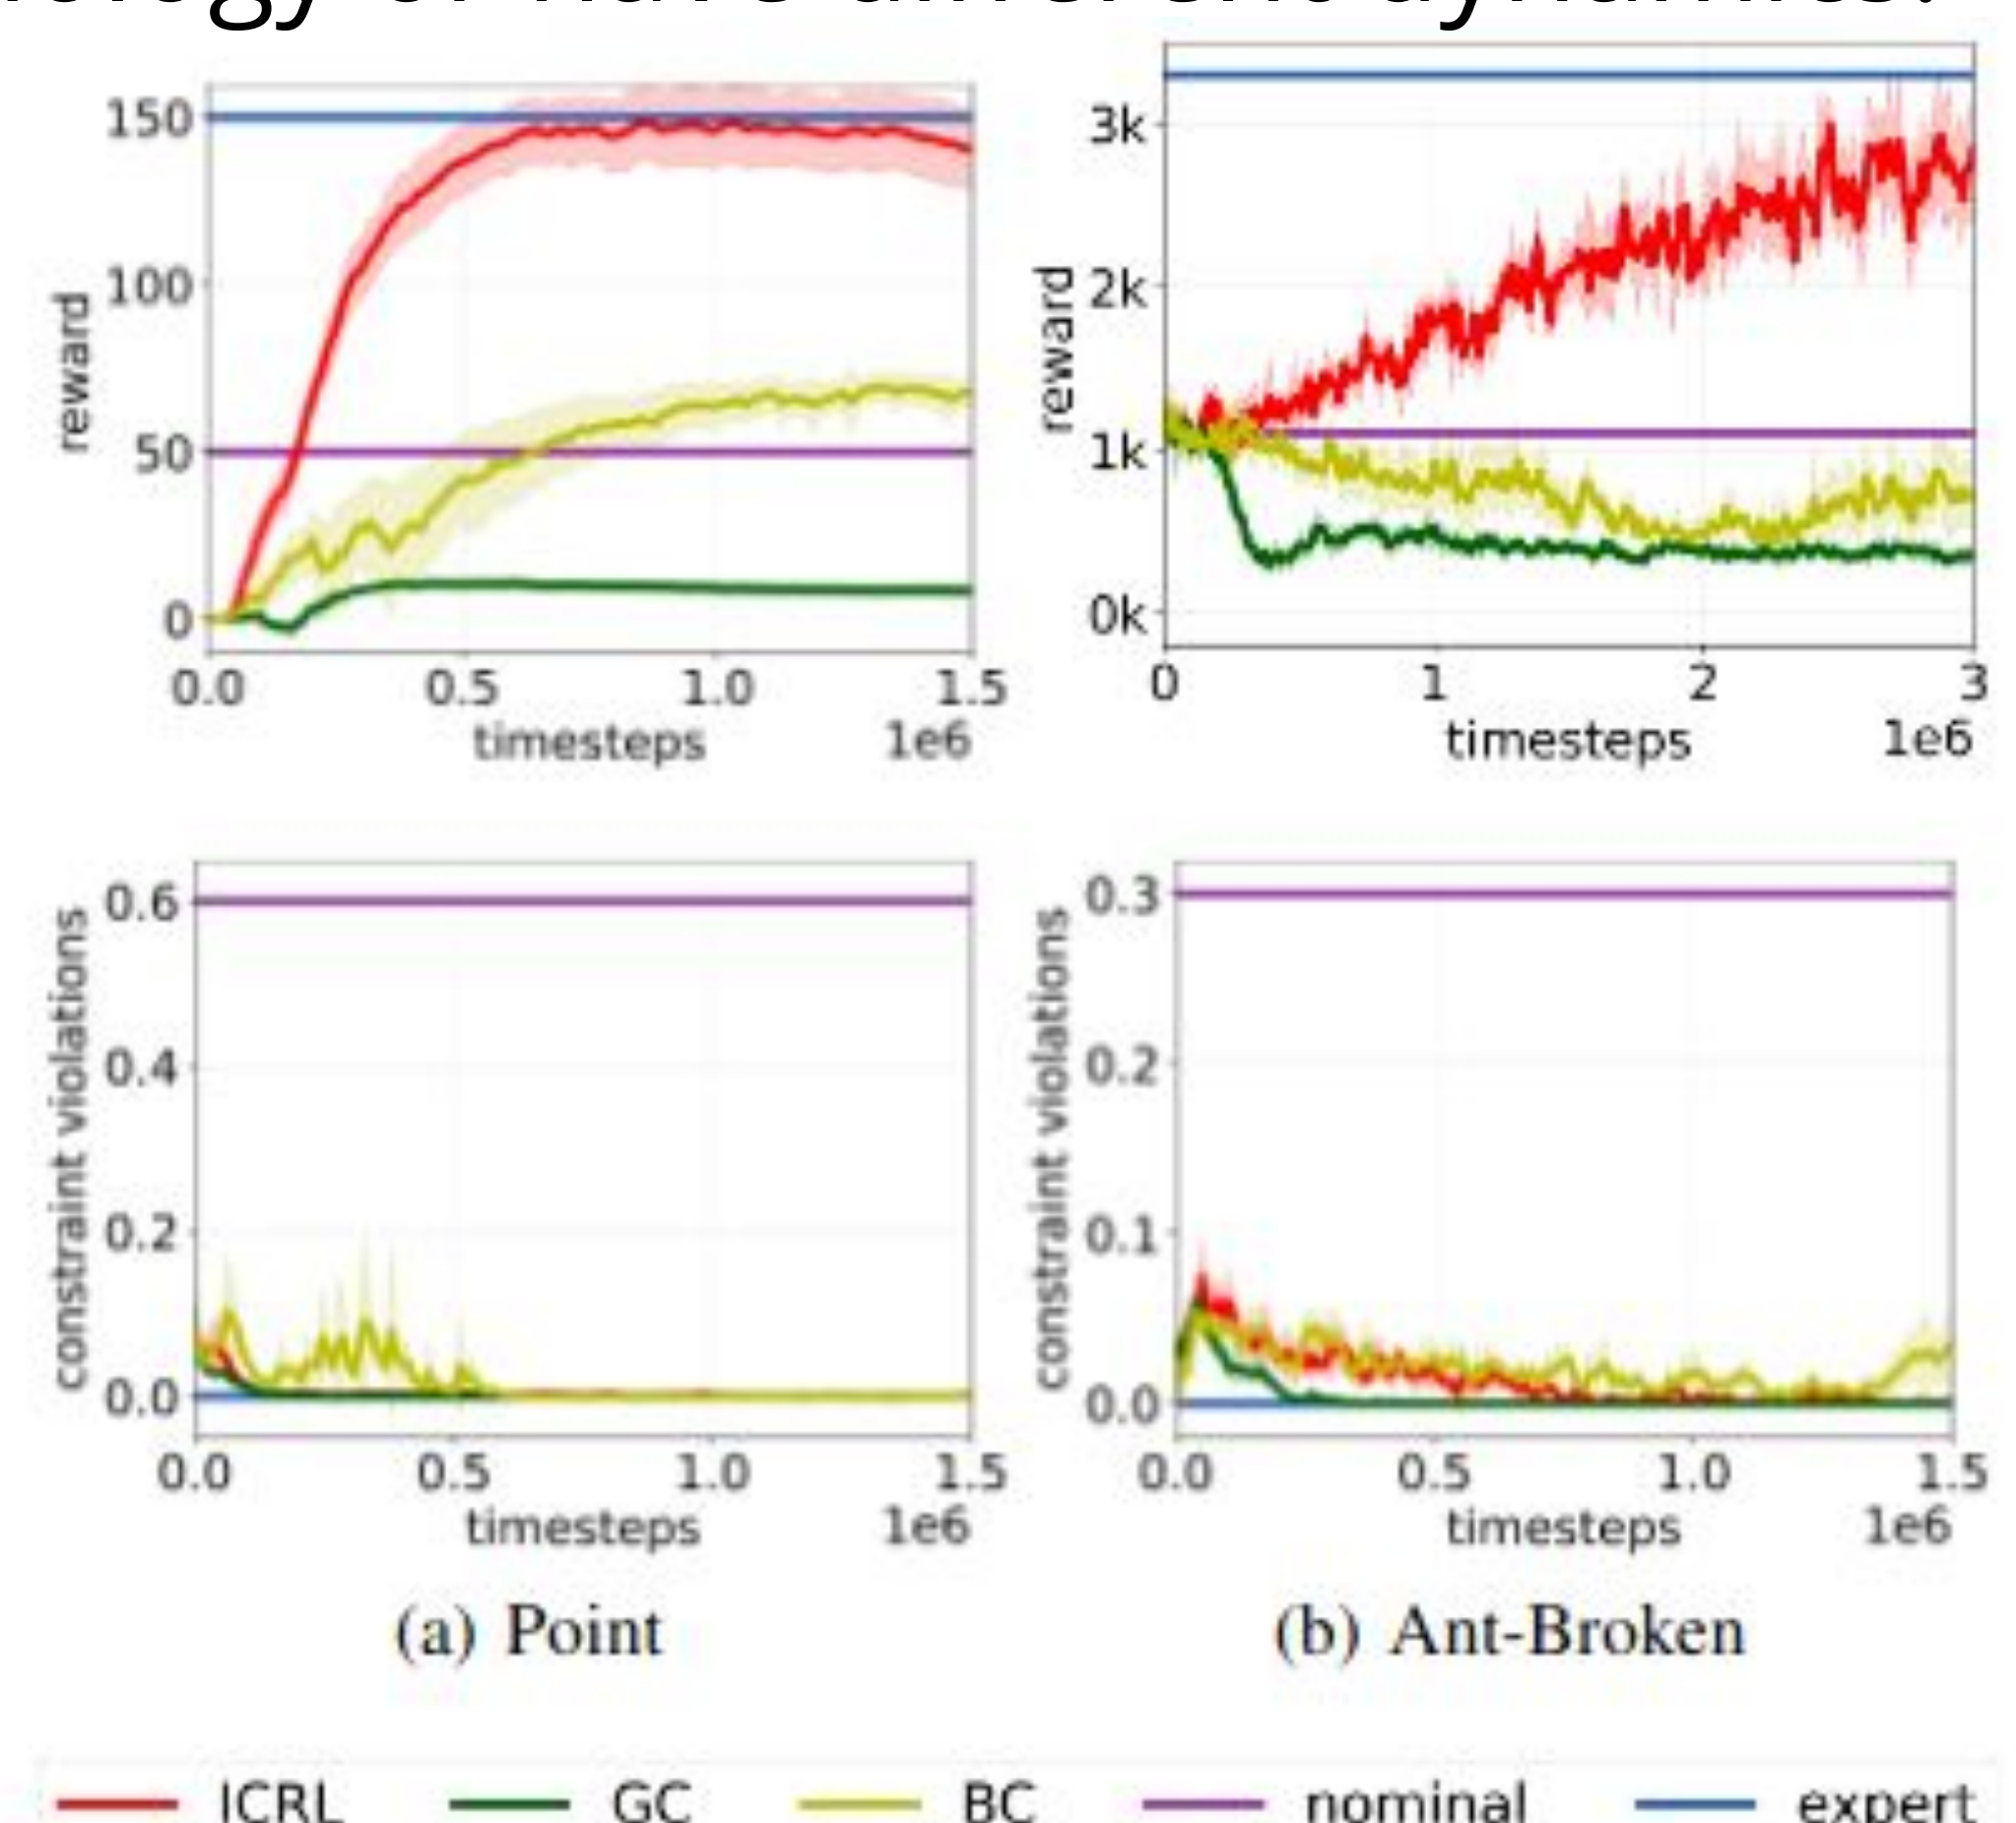 have different dynamics.
150
100
50
0
reward
0.0 0.5 1.0 1.5
timesteps 1e6
3k
2k
1k
0k
reward
0 1 2 3
timesteps 1e6
0.6
0.4
0.2
0.0
constraint violations
0.0 0.5 1.0 1.5
timesteps 1e6
(a) Point
0.3
0.2
0.1
0.0
constraint violations
0.0 0.5 1.0 1.5
timesteps 1e6
(b) Ant-Broken
ICRL GC BC nominal expert